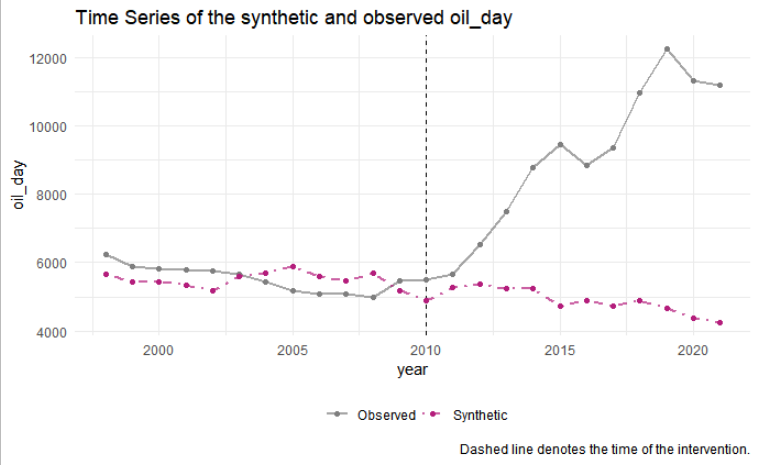 Time Series of the synthetic and observed oil_day
12000
10000
8000
6000
4000
oil_day
2000 2005 2010 2015 2020
year
Observed Synthetic
Dashed line denotes the time of the intervention.